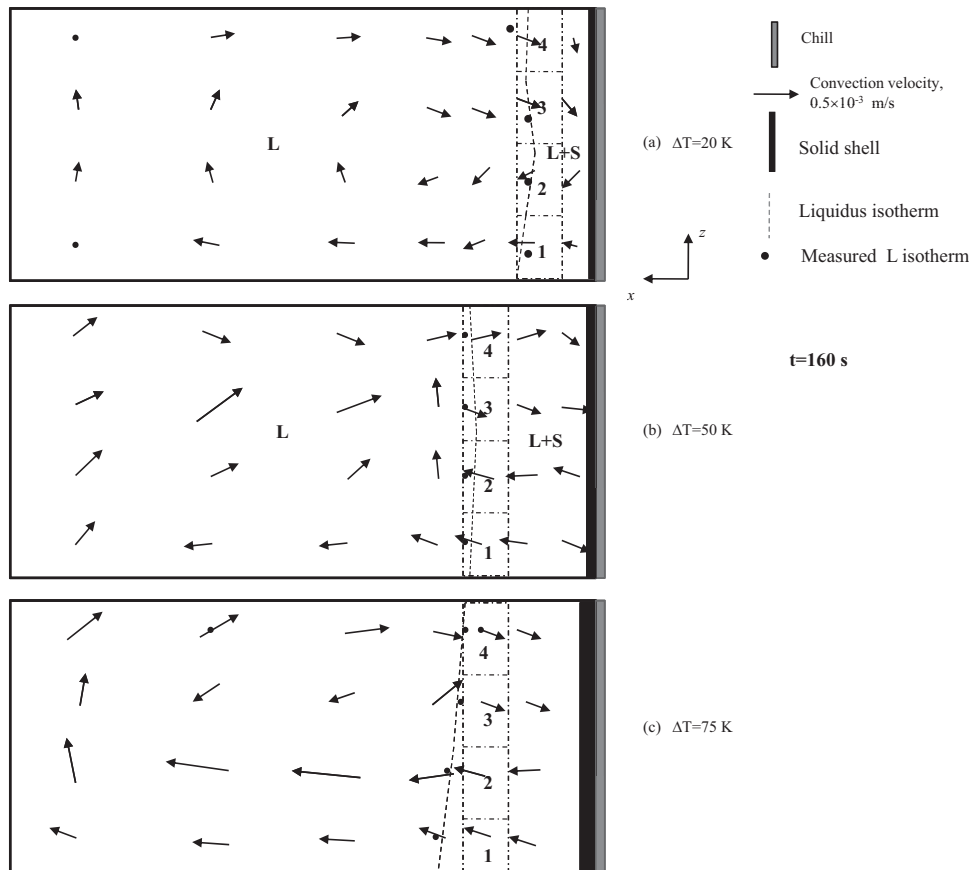 4
3
L
L+S
2
1
(a) ΔT=20 K
Chill
Convection velocity,
0.5×10⁻³ m/s
Solid shell
Liquidus isotherm
Measured L isotherm
z
x
t=160 s
4
3
L
L+S
2
1
(b) ΔT=50 K
4
3
2
1
(c) ΔT=75 K